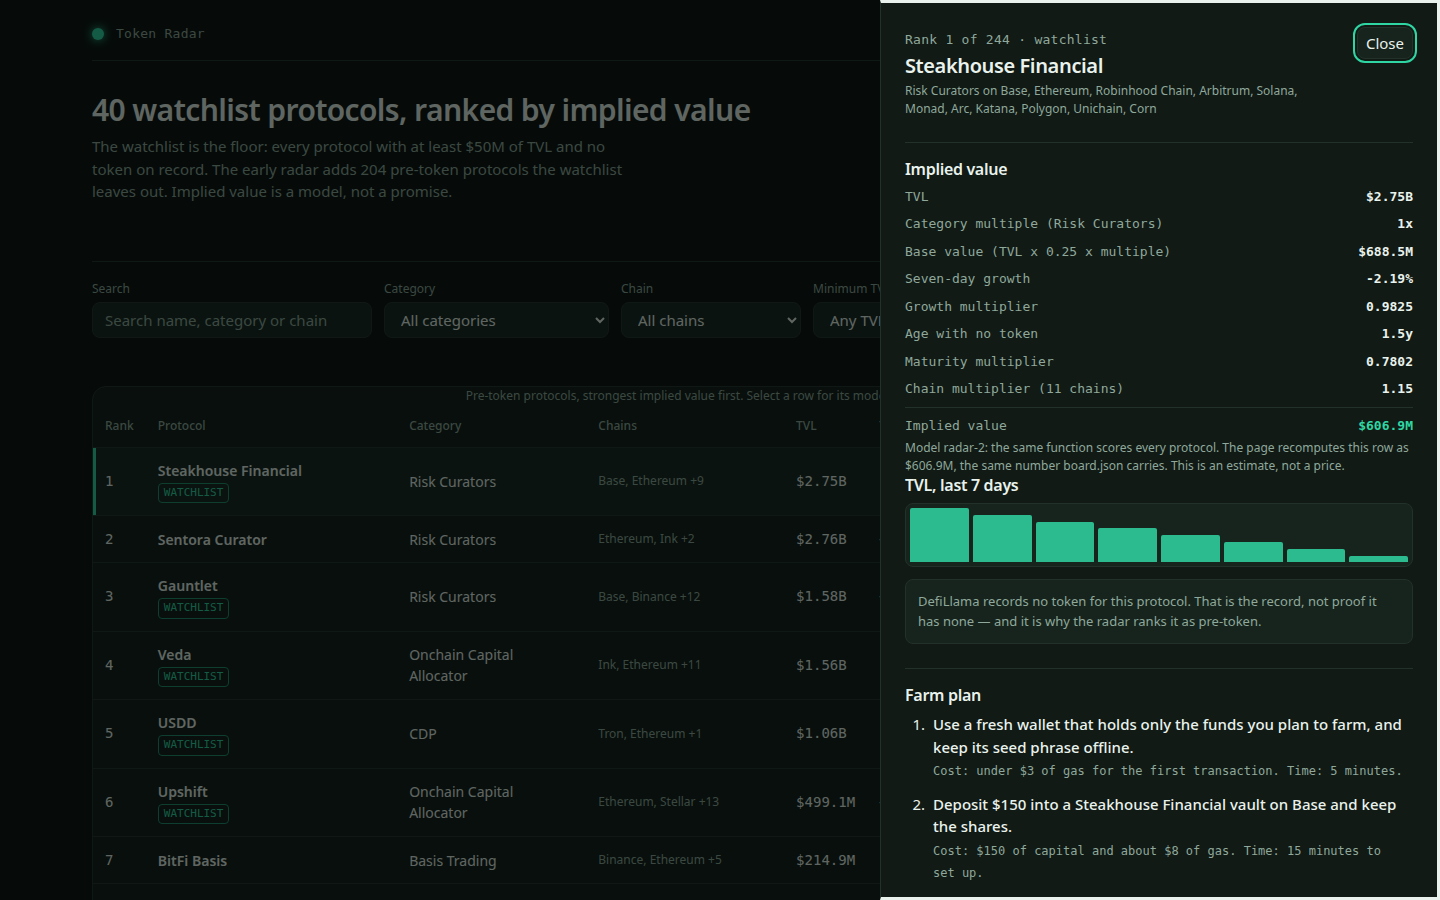 Token Radar
40 watchlist protocols, ranked by implied value
The watchlist is the floor: every protocol with at least $50M of TVL and no
token on record. The early radar adds 204 pre-token protocols the watchlist
leaves out. Implied value is a model, not a promise.
Search
Category
Chain
Minimum TV
Search name, category or chain
All categories
All chains
Any TVL
Pre-token protocols, strongest implied value first. Select a row for its mode
Rank Protocol Category Chains TVL
1 Steakhouse Financial Risk Curators Base, Ethereum +9 $2.75B
WATCHLIST
2 Sentora Curator Risk Curators Ethereum, Ink +2 $2.76B
3 Gauntlet Risk Curators Base, Binance +12 $1.58B
WATCHLIST
4 Veda Onchain Capital Allocator Ink, Ethereum +11 $1.56B
WATCHLIST
5 USDD CDP Tron, Ethereum +1 $1.06B
WATCHLIST
6 Upshift Onchain Capital Allocator Ethereum, Stellar +13 $499.1M
WATCHLIST
7 BitFi Basis Basis Trading Binance, Ethereum +5 $214.9M
Rank 1 of 244 · watchlist
Close
Steakhouse Financial
Risk Curators on Base, Ethereum, Robinhood Chain, Arbitrum, Solana,
Monad, Arc, Katana, Polygon, Unichain, Corn
Implied value
TVL $2.75B
Category multiple (Risk Curators) 1x
Base value (TVL x 0.25 x multiple) $688.5M
Seven-day growth -2.19%
Growth multiplier 0.9825
Age with no token 1.5y
Maturity multiplier 0.7802
Chain multiplier (11 chains) 1.15
Implied value $606.9M
Model radar-2: the same function scores every protocol. The page recomputes this row as
$606.9M, the same number board.json carries. This is an estimate, not a price.
TVL, last 7 days
DefiLlama records no token for this protocol. That is the record, not proof it
has none — and it is why the radar ranks it as pre-token.
Farm plan
1. Use a fresh wallet that holds only the funds you plan to farm, and
keep its seed phrase offline.
Cost: under $3 of gas for the first transaction. Time: 5 minutes.
2. Deposit $150 into a Steakhouse Financial vault on Base and keep
the shares.
Cost: $150 of capital and about $8 of gas. Time: 15 minutes to
set up.